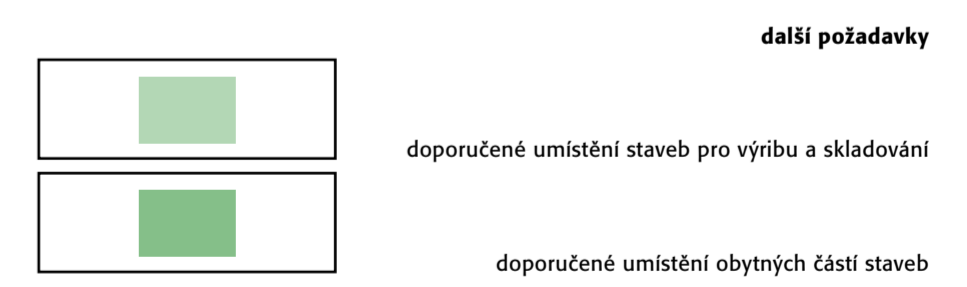 další požadavky
doporučené umístění staveb pro výribu a skladování
doporučené umístění obytných částí staveb